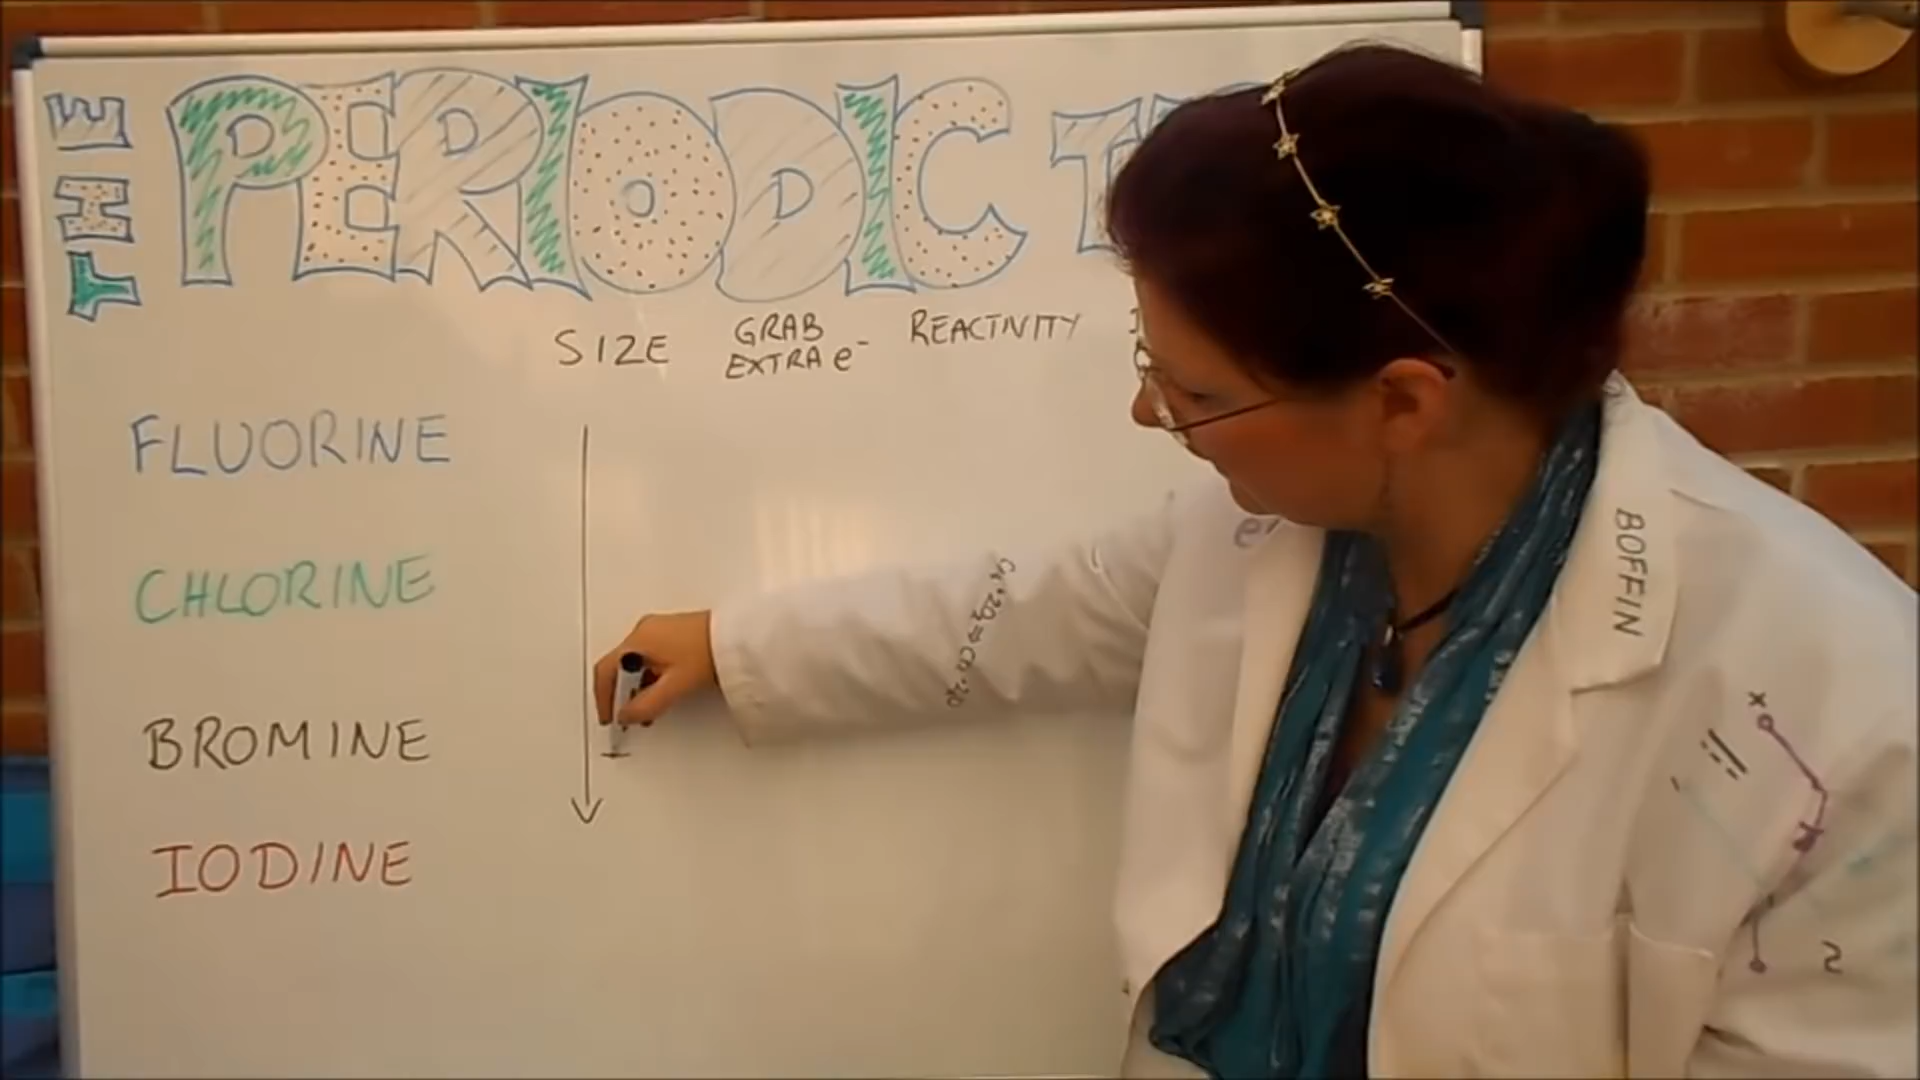 THE
PERIODIC
SIZE
GRAB
EXTRA e⁻
REACTIVITY
FLUORINE
CHLORINE
BROMINE
IODINE
BOFFIN